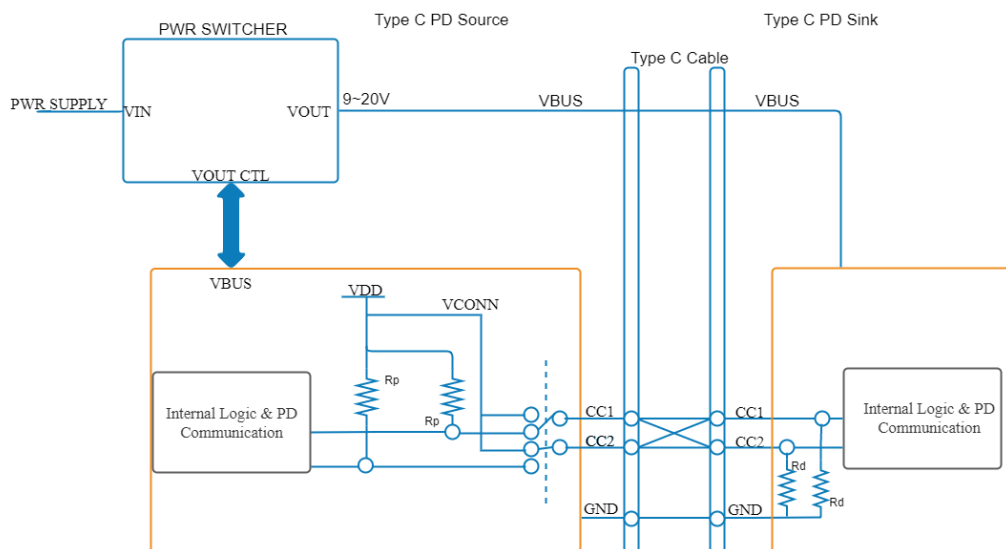 Type C PD Source
Type C PD Sink
PWR SWITCHER
Type C Cable
PWR SUPPLY
VIN
VOUT
9~20V
VBUS
VBUS
VOUT CTL
VBUS
VDD
VCONN
Rp
Rp
Internal Logic & PD
Communication
CC1
CC2
GND
CC1
CC2
GND
Rd
Rd
Internal Logic & PD
Communication